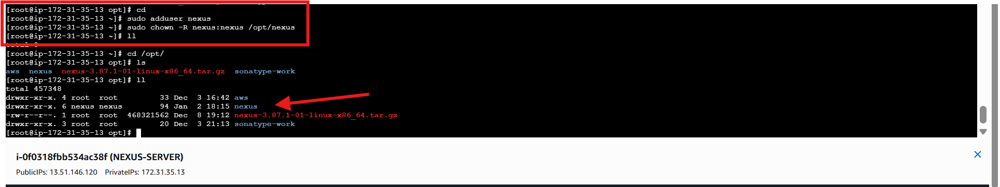 [root@ip-172-31-35-13 opt]# cd
[root@ip-172-31-35-13 ~]# sudo adduser nexus
[root@ip-172-31-35-13 ~]# sudo chown -R nexus:nexus /opt/nexus
[root@ip-172-31-35-13 ~]# ll
total 0
[root@ip-172-31-35-13 ~]# cd /opt/
[root@ip-172-31-35-13 opt]# ls
aws  nexus  nexus-3.87.1-01-linux-x86_64.tar.gz  sonatype-work
[root@ip-172-31-35-13 opt]# ll
total 457348
drwxr-xr-x. 4 root  root         33 Dec  3 16:42 aws
drwxr-xr-x. 6 nexus nexus        94 Jan  2 18:15 nexus
-rw-r--r--. 1 root  root  468321562 Dec  8 19:12 nexus-3.87.1-01-linux-x86_64.tar.gz
drwxr-xr-x. 3 root  root         20 Dec  3 21:13 sonatype-work
[root@ip-172-31-35-13 opt]#
i-0f0318fbb534ac38f (NEXUS-SERVER)
PublicIPs: 13.51.146.120 PrivateIPs: 172.31.35.13